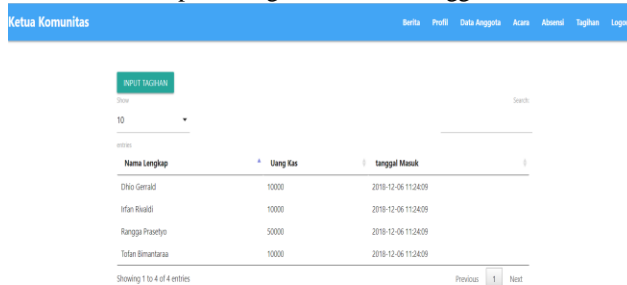 Ketua Komunitas Berita Profil Data Anggota Acara Absensi Tagihan
INPUT TAGIHAN
Show Search:
10
entries
Nama Lengkap Uang Kas tanggal Masuk
Dhio Gerrald 10000 2018-12-06 11:24:09
Irfan Rivaldi 10000 2018-12-06 11:24:09
Rangga Prasetyo 50000 2018-12-06 11:24:09
Tofan Bimantaraa 10000 2018-12-06 11:24:09
Showing 1 to 4 of 4 entries Previous 1 Next